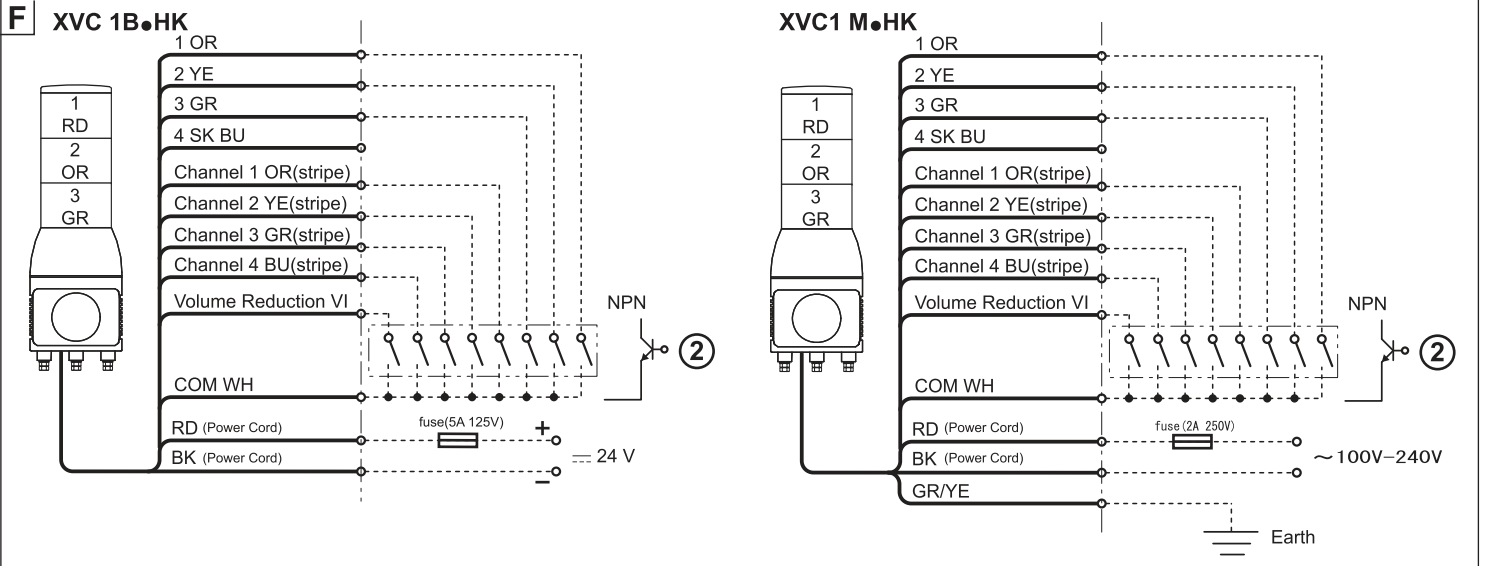 F
XVC 1B●HK
1 OR
2 YE
3 GR
4 SK BU
Channel 1 OR(stripe)
Channel 2 YE(stripe)
Channel 3 GR(stripe)
Channel 4 BU(stripe)
Volume Reduction VI
COM WH
RD (Power Cord)
BK (Power Cord)
1
RD
2
OR
3
GR
NPN
2
fuse(5A 125V)
+
−
⎓ 24 V
XVC1 M●HK
1 OR
2 YE
3 GR
4 SK BU
Channel 1 OR(stripe)
Channel 2 YE(stripe)
Channel 3 GR(stripe)
Channel 4 BU(stripe)
Volume Reduction VI
COM WH
RD (Power Cord)
BK (Power Cord)
GR/YE
1
RD
2
OR
3
GR
NPN
2
fuse(2A 250V)
~100V-240V
Earth